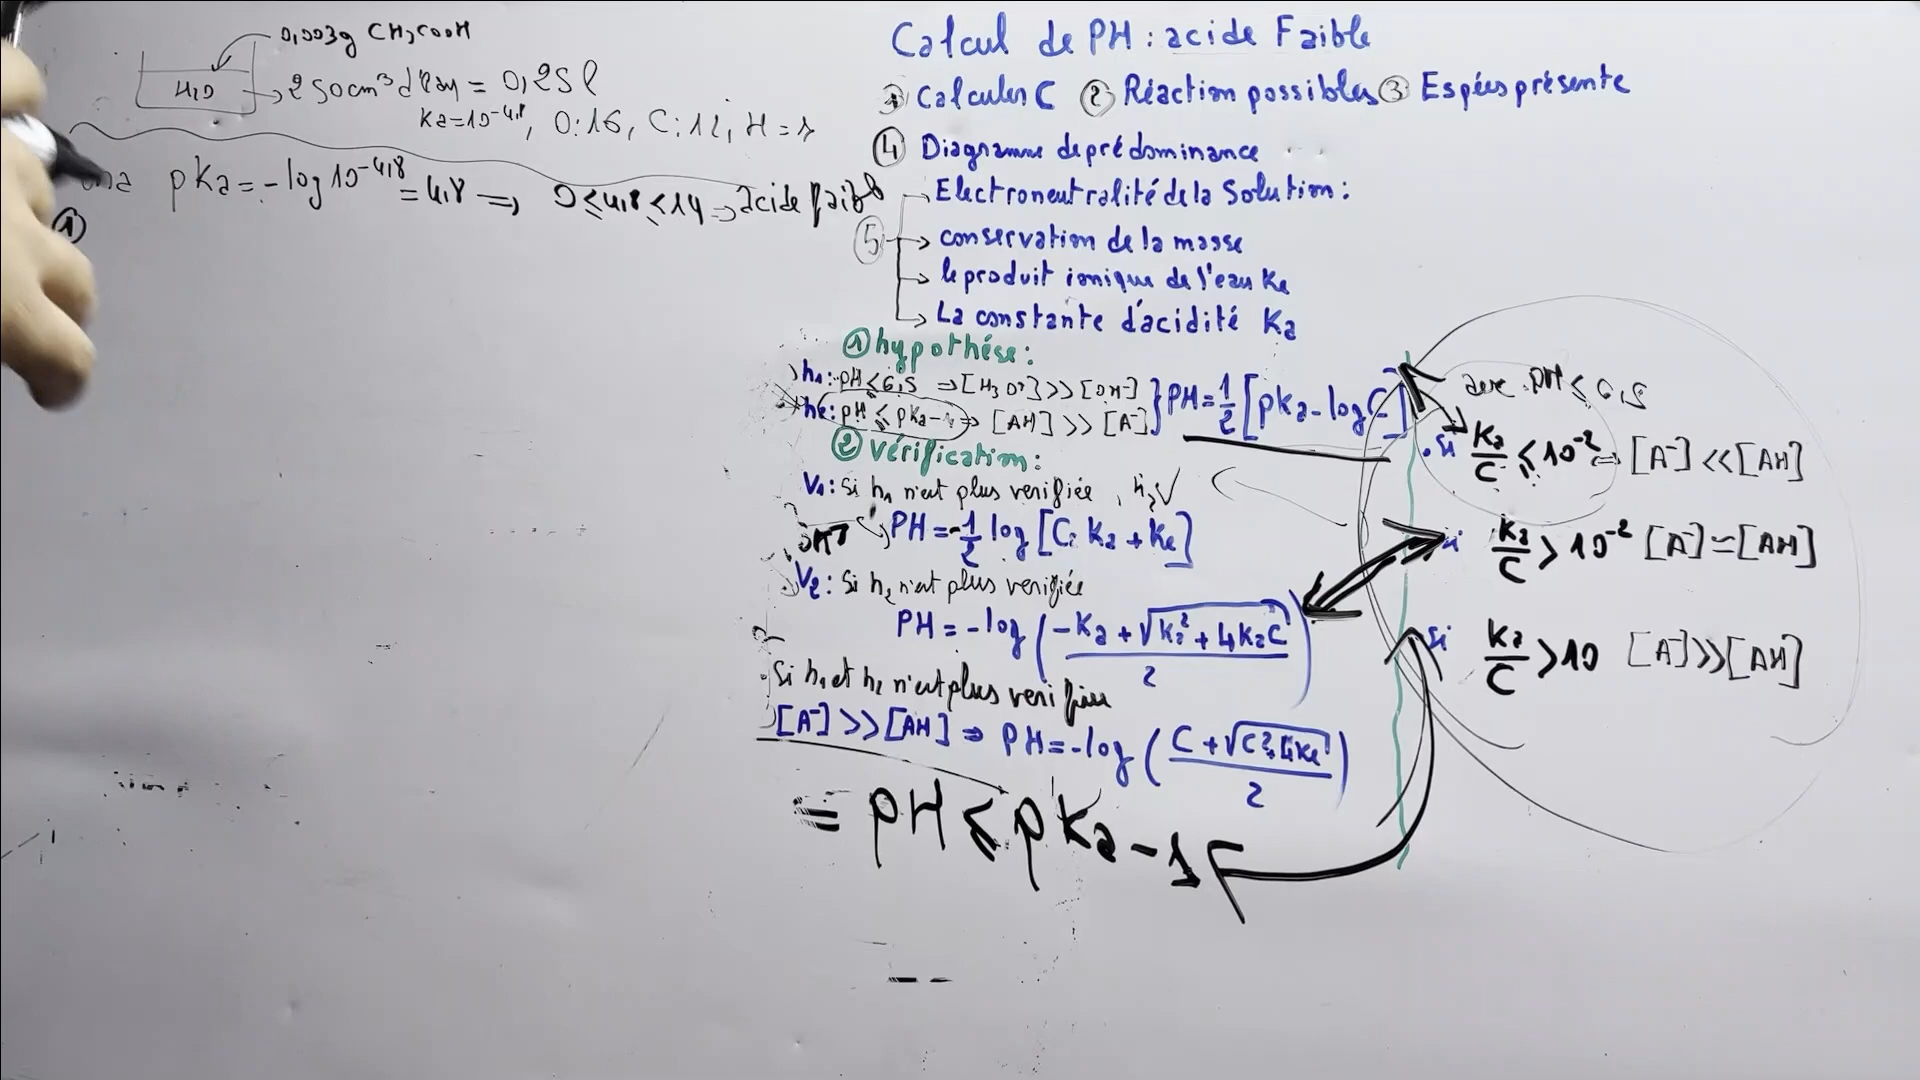 0,003g CH3COOH
H2O
250cm³ d'eau = 0,25l
Ka=10^-4,8, O:16, C:12, H=1
pKa = -log10^-4,8 = 4,8 => 0≤4,8≤14 => acide faible
①
Calcul de PH : acide Faible
① Calculer C ② Réaction possibles ③ Espéces présente
④ Diagramme de prédominance
⑤
→ Electroneutralité de la Solution :
→ conservation de la masse
→ le produit ionique de l'eau Ke
→ La constante d'acidité Ka
① hypothése :
h1 : pH ≤ 6,5 => [H3O+] >> [OH-]
h2 : pH ≤ pKa-1 => [AH] >> [A-]
} PH = 1/2 [pKa - log C]
② vérification :
V1 : Si h1 n'est plus verifiée , h2 ✓
PH = -1/2 log [C. Ka + Ke]
V2 : Si h2 n'est plus verifiée
PH = -log ( (-Ka + √(Ka² + 4KaC)) / 2 )
Si h1 et h2 n'est plus verifiée
[A-] >> [AH] => PH = -log ( (C + √(C² + 4Ke)) / 2 )
= pH ≤ pKa - 1
avec pH ≤ 6,5
. Si Ka/C ≤ 10^-2 = [A-] << [AH]
si Ka/C > 10^-2 [A-] ≃ [AH]
Si Ka/C > 10 [A-] >> [AH]